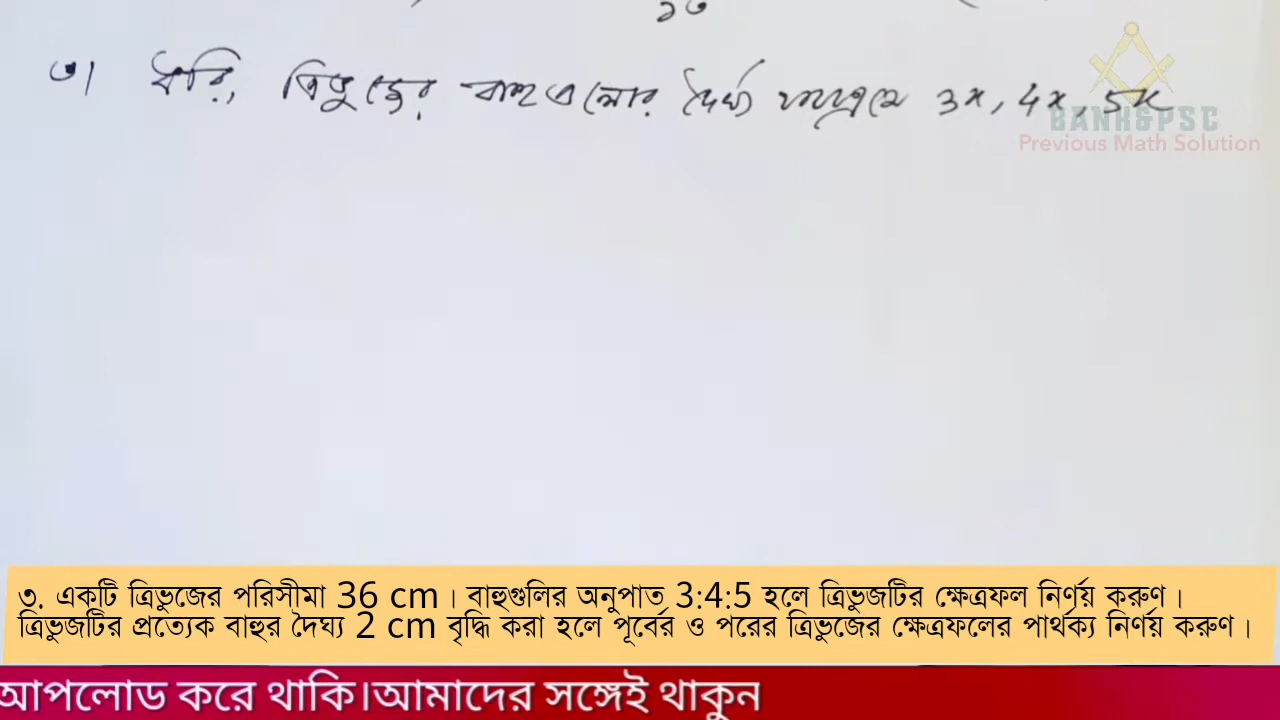 ৩। ধরি, ত্রিভুজের বাহুগুলোর দৈর্ঘ্য যথাক্রমে 3x, 4x, 5x
BANK&PSC
Previous Math Solution
৩. একটি ত্রিভুজের পরিসীমা 36 cm। বাহুগুলির অনুপাত 3:4:5 হলে ত্রিভুজটির ক্ষেত্রফল নির্ণয় করুণ।
ত্রিভুজটির প্রত্যেক বাহুর দৈঘ্য 2 cm বৃদ্ধি করা হলে পূর্বের ও পরের ত্রিভুজের ক্ষেত্রফলের পার্থক্য নির্ণয় করুণ।
আপলোড করে থাকি।আমাদের সঙ্গেই থাকুন